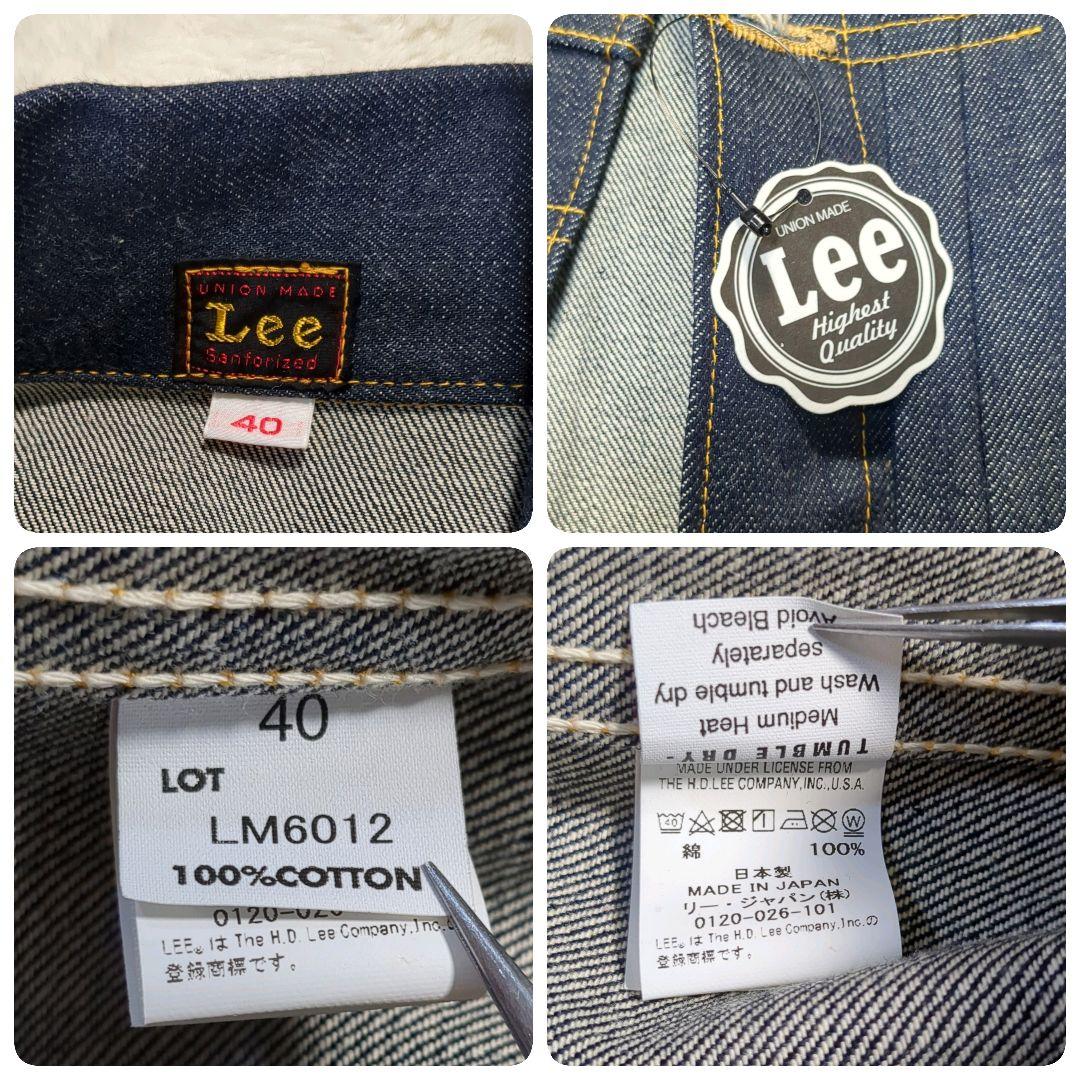 UNION MADE
Lee
Sanforized
40
UNION MADE
Lee
Highest
Quality
40
LOT
LM6012
100%COTTON
0120-026
LEE® は The H.D. Lee Company,Inc.の
登録商標です。
Avoid Bleach
separately
Wash and tumble dry
Medium Heat
TUMBLE DRY-
MADE UNDER LICENSE FROM
THE H.D.LEE COMPANY,INC.,U.S.A.
40 W
綿 100%
日本製
MADE IN JAPAN
リー・ジャパン(株)
0120-026-101
LEE® は The H.D. Lee Company,Inc.の
登録商標です。